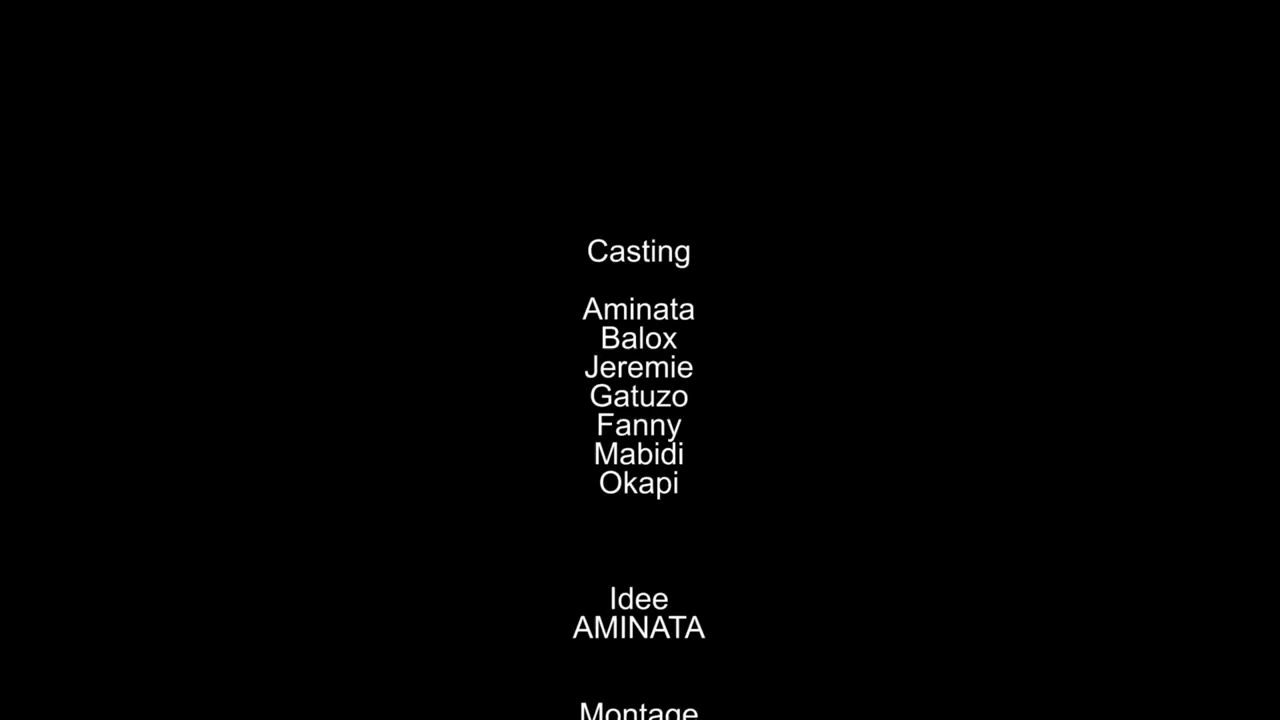 Casting
Aminata
Balox
Jeremie
Gatuzo
Fanny
Mabidi
Okapi
Idee
AMINATA
Montage